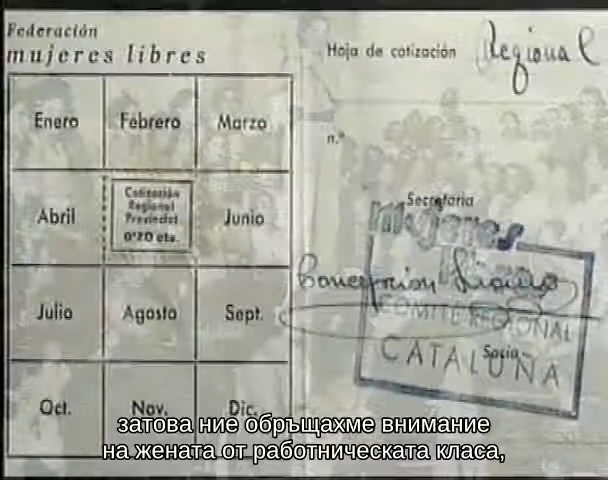 Federación
mujeres libres
Hoja de cotización Regional
Enero Febrero Marzo
n.º
Abril
Cotización
Regional
Provincial
0'20 cts.
Junio
Secretaria
mujeres
Concepcion
Julio Agosto Sept.
COMITE REGIONAL
Socia
CATALUÑA
Oct. Nov. Dic.
затова ние обръщахме внимание
на жената от работническата класа,